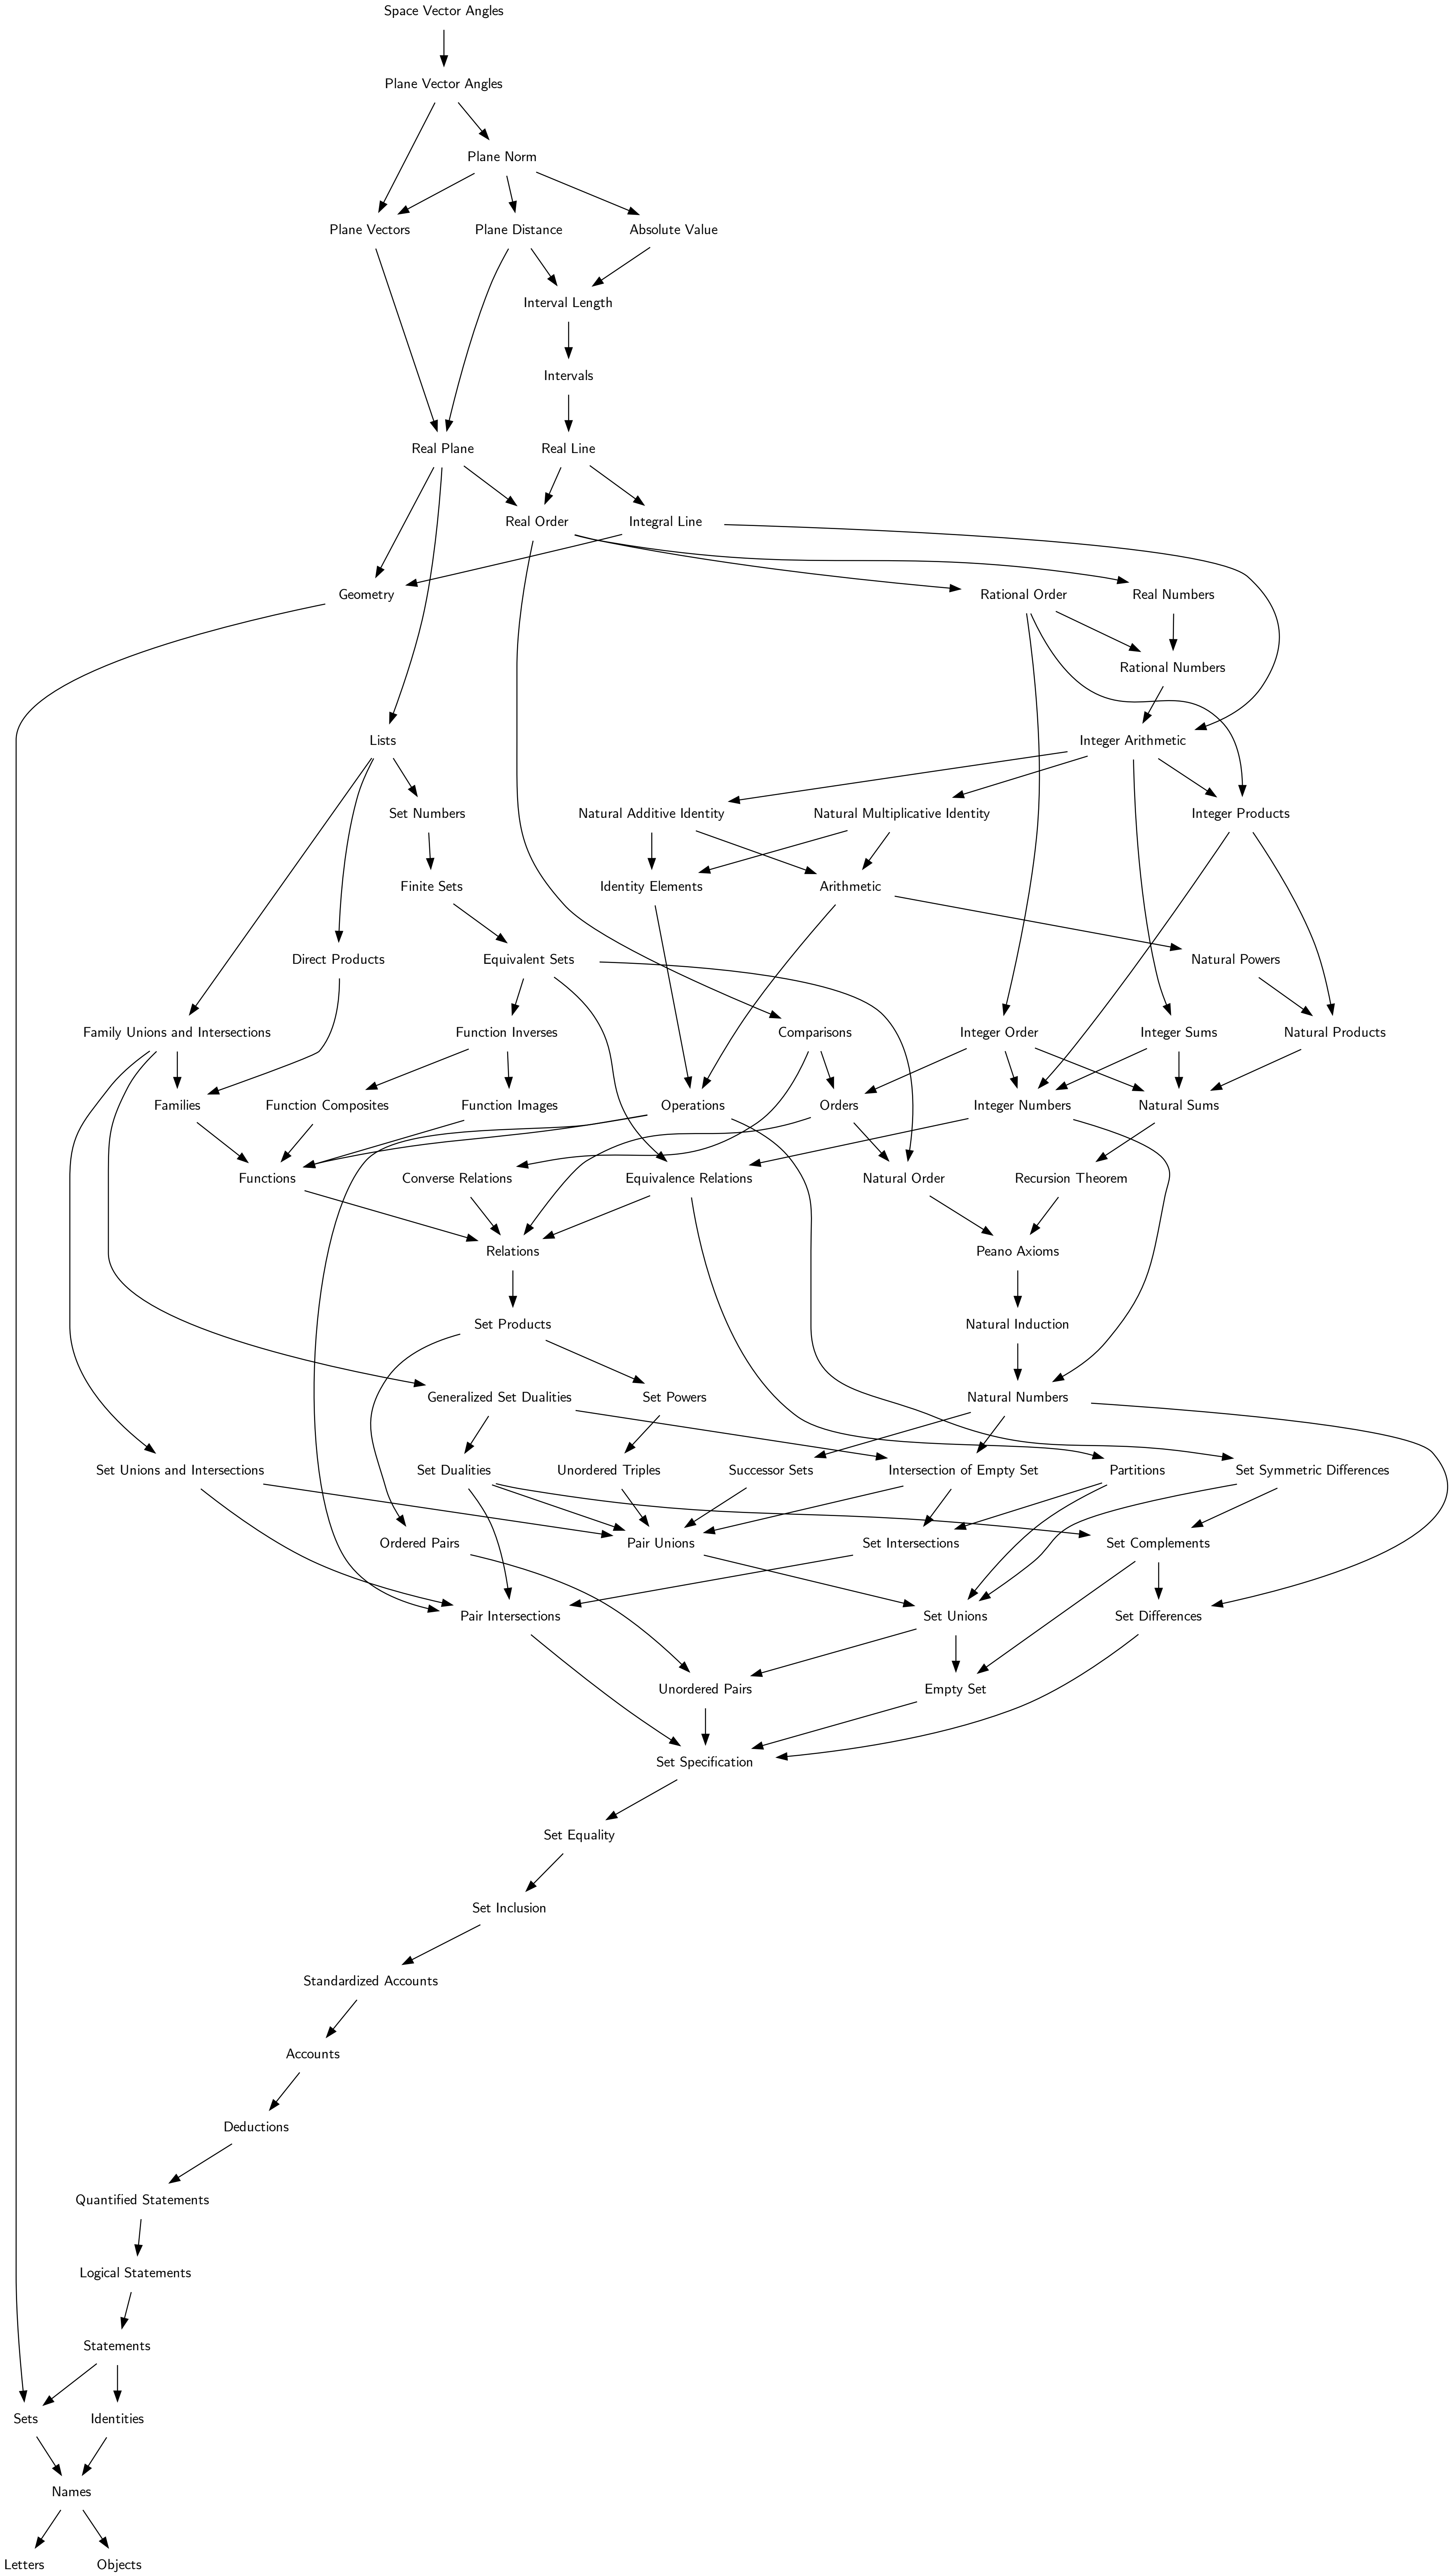 Space Vector Angles
Plane Vector Angles
Plane Norm
Plane Vectors
Plane Distance
Absolute Value
Interval Length
Intervals
Real Plane
Real Line
Real Order
Integral Line
Geometry
Rational Order
Real Numbers
Rational Numbers
Lists
Integer Arithmetic
Set Numbers
Natural Additive Identity
Natural Multiplicative Identity
Integer Products
Finite Sets
Identity Elements
Arithmetic
Direct Products
Equivalent Sets
Natural Powers
Family Unions and Intersections
Function Inverses
Comparisons
Integer Order
Integer Sums
Natural Products
Families
Function Composites
Function Images
Operations
Orders
Integer Numbers
Natural Sums
Functions
Converse Relations
Equivalence Relations
Natural Order
Recursion Theorem
Relations
Peano Axioms
Set Products
Natural Induction
Generalized Set Dualities
Set Powers
Natural Numbers
Set Unions and Intersections
Set Dualities
Unordered Triples
Successor Sets
Intersection of Empty Set
Partitions
Set Symmetric Differences
Ordered Pairs
Pair Unions
Set Intersections
Set Complements
Pair Intersections
Set Unions
Set Differences
Unordered Pairs
Empty Set
Set Specification
Set Equality
Set Inclusion
Standardized Accounts
Accounts
Deductions
Quantified Statements
Logical Statements
Statements
Sets
Identities
Names
Letters
Objects